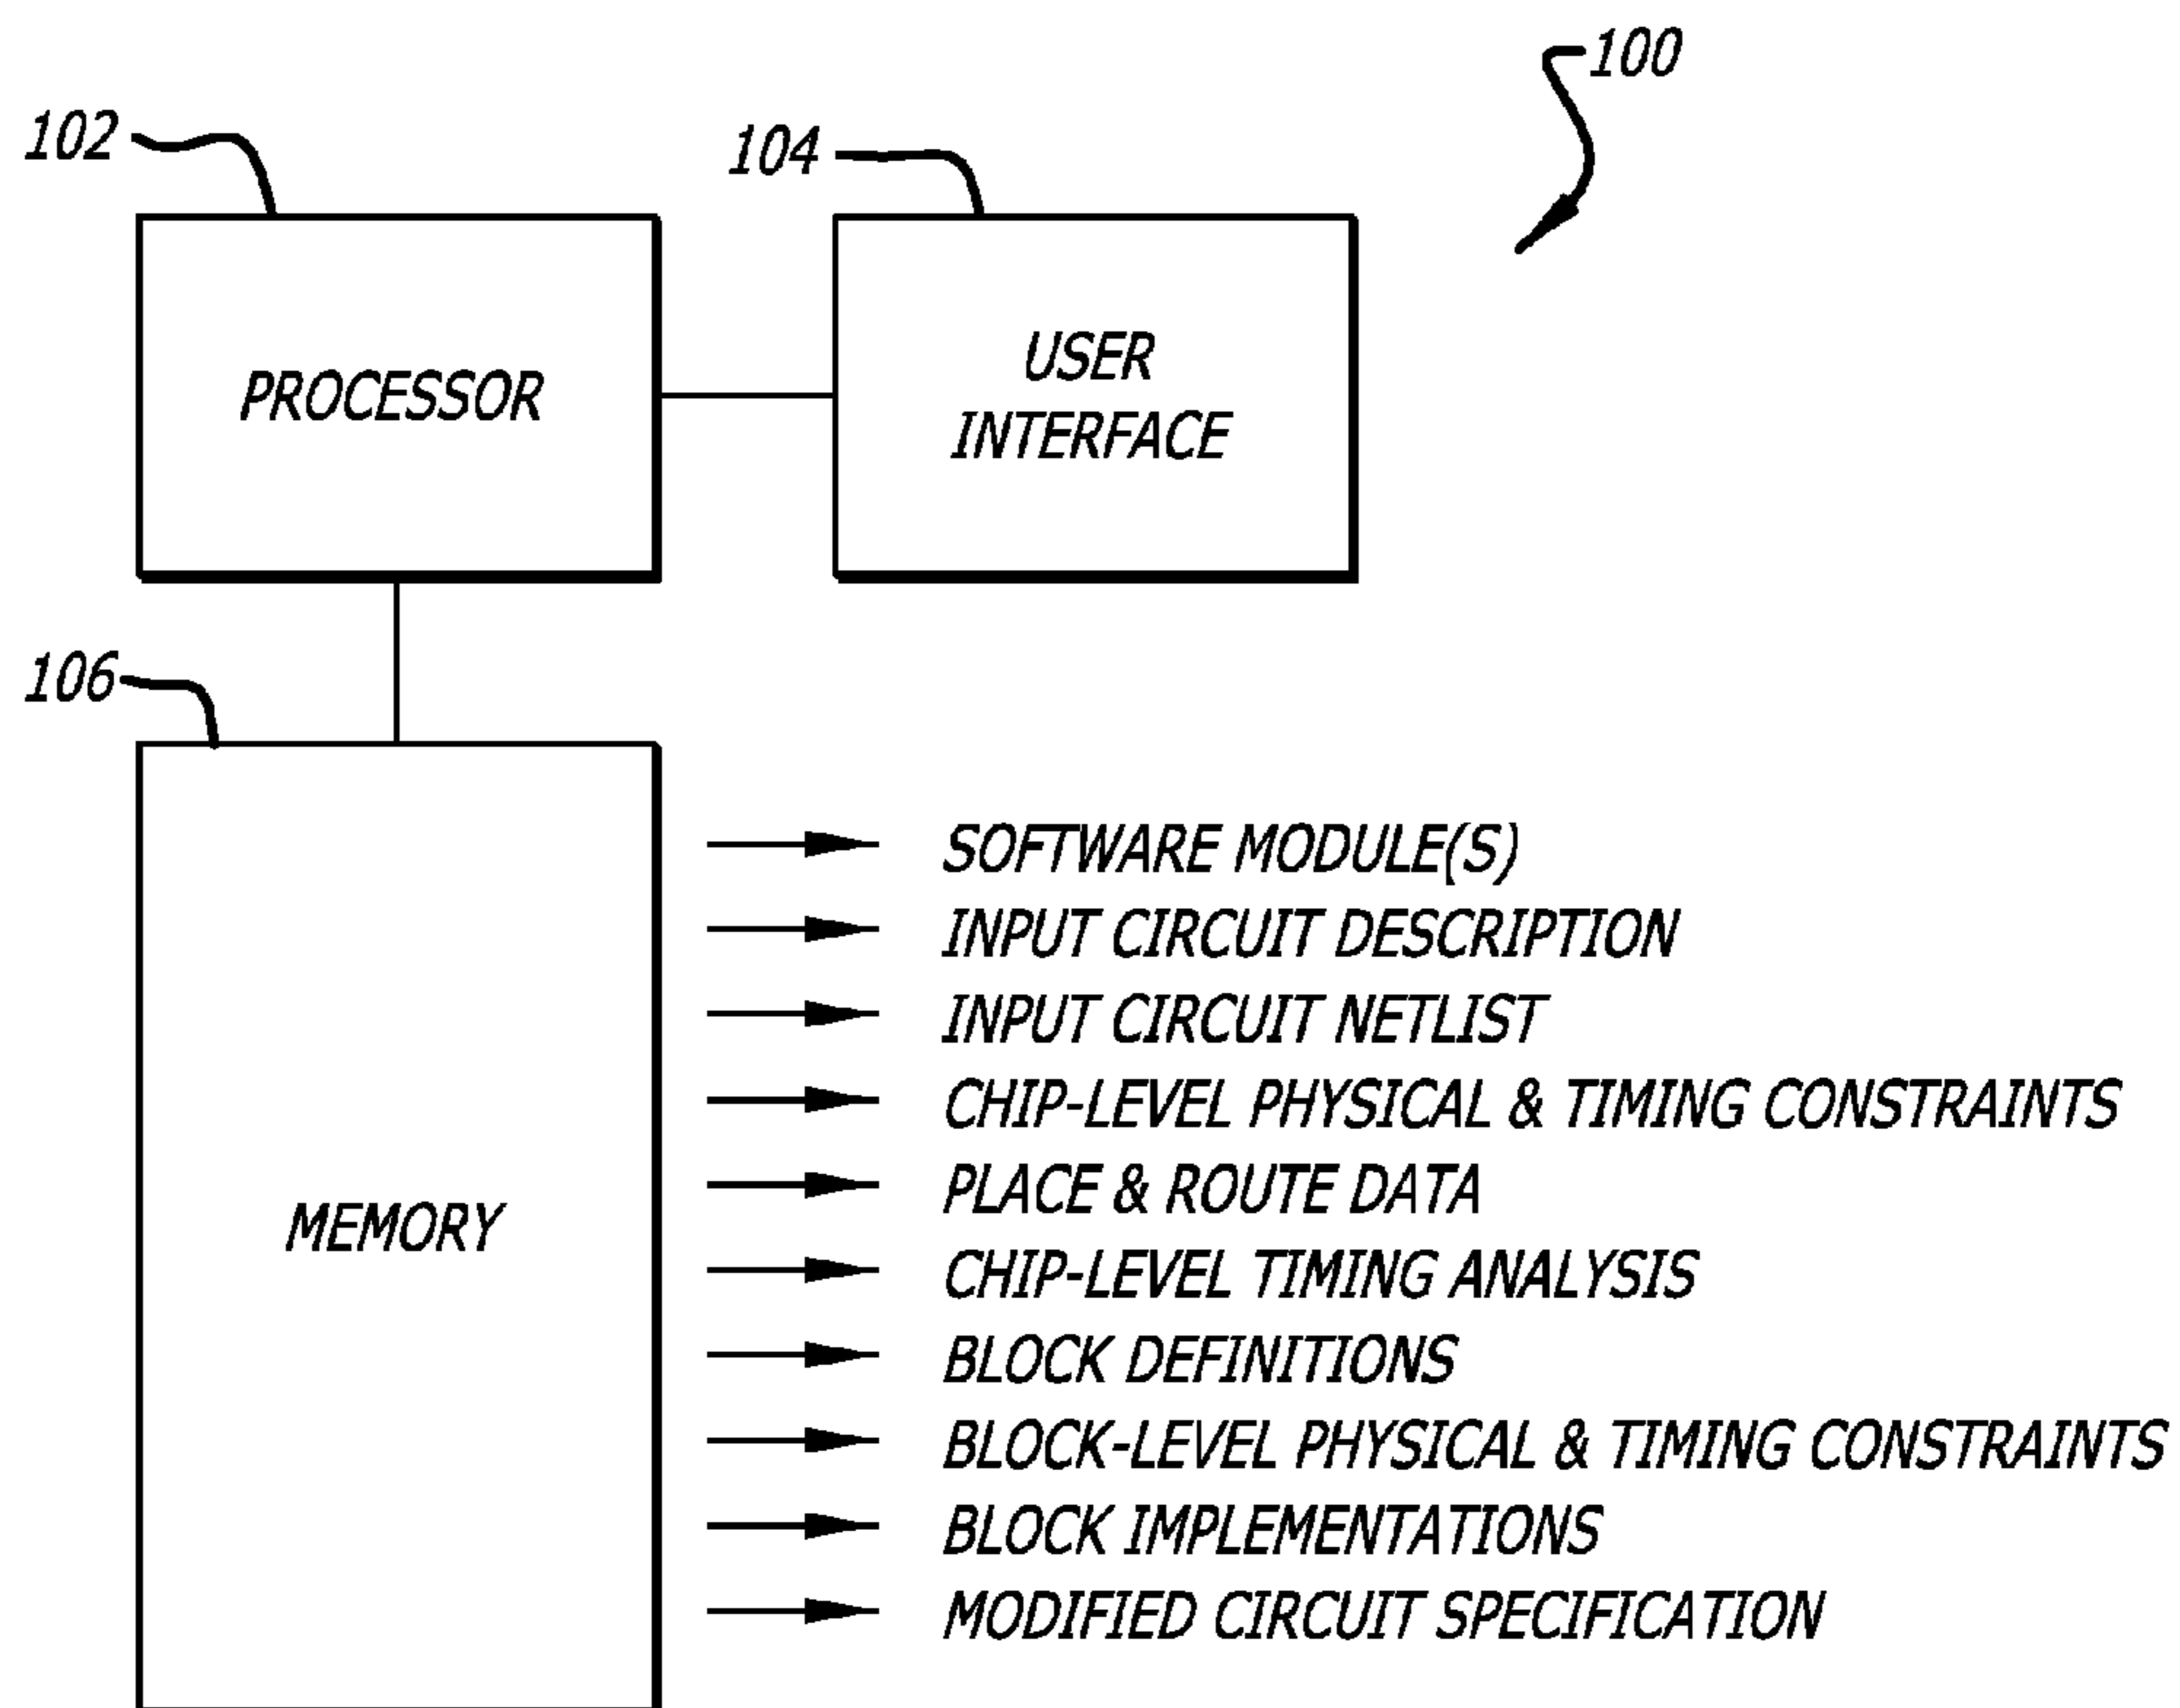 100
102
104
PROCESSOR
USER
INTERFACE
106
MEMORY
SOFTWARE MODULE(S)
INPUT CIRCUIT DESCRIPTION
INPUT CIRCUIT NETLIST
CHIP-LEVEL PHYSICAL & TIMING CONSTRAINTS
PLACE & ROUTE DATA
CHIP-LEVEL TIMING ANALYSIS
BLOCK DEFINITIONS
BLOCK-LEVEL PHYSICAL & TIMING CONSTRAINTS
BLOCK IMPLEMENTATIONS
MODIFIED CIRCUIT SPECIFICATION